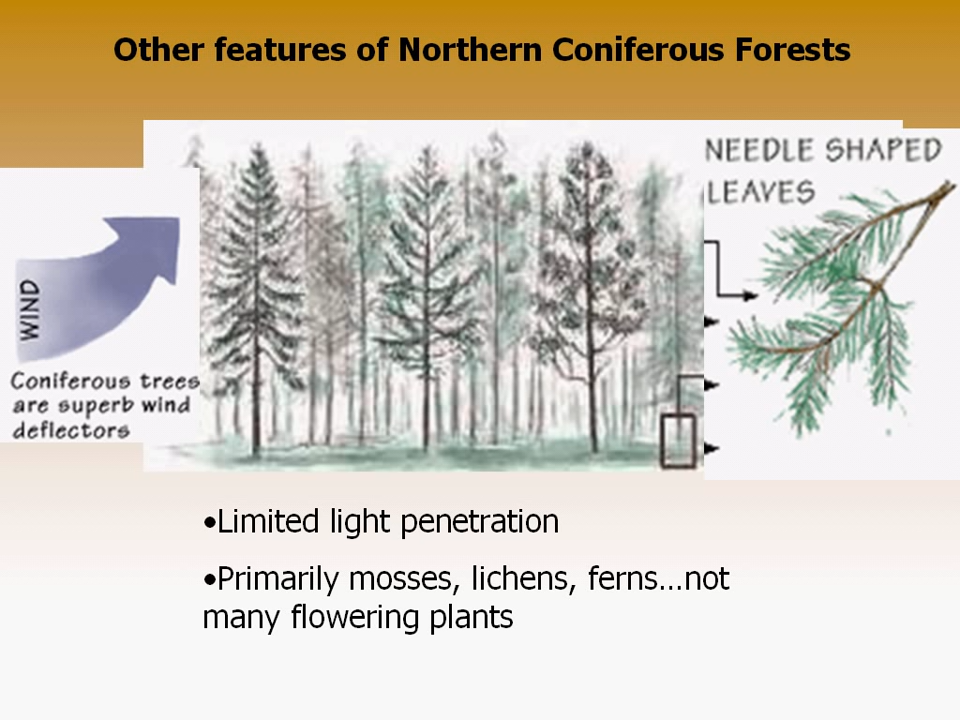 Other features of Northern Coniferous Forests
NEEDLE SHAPED
LEAVES
WIND
Coniferous trees
are superb wind
deflectors
•Limited light penetration
•Primarily mosses, lichens, ferns...not
many flowering plants